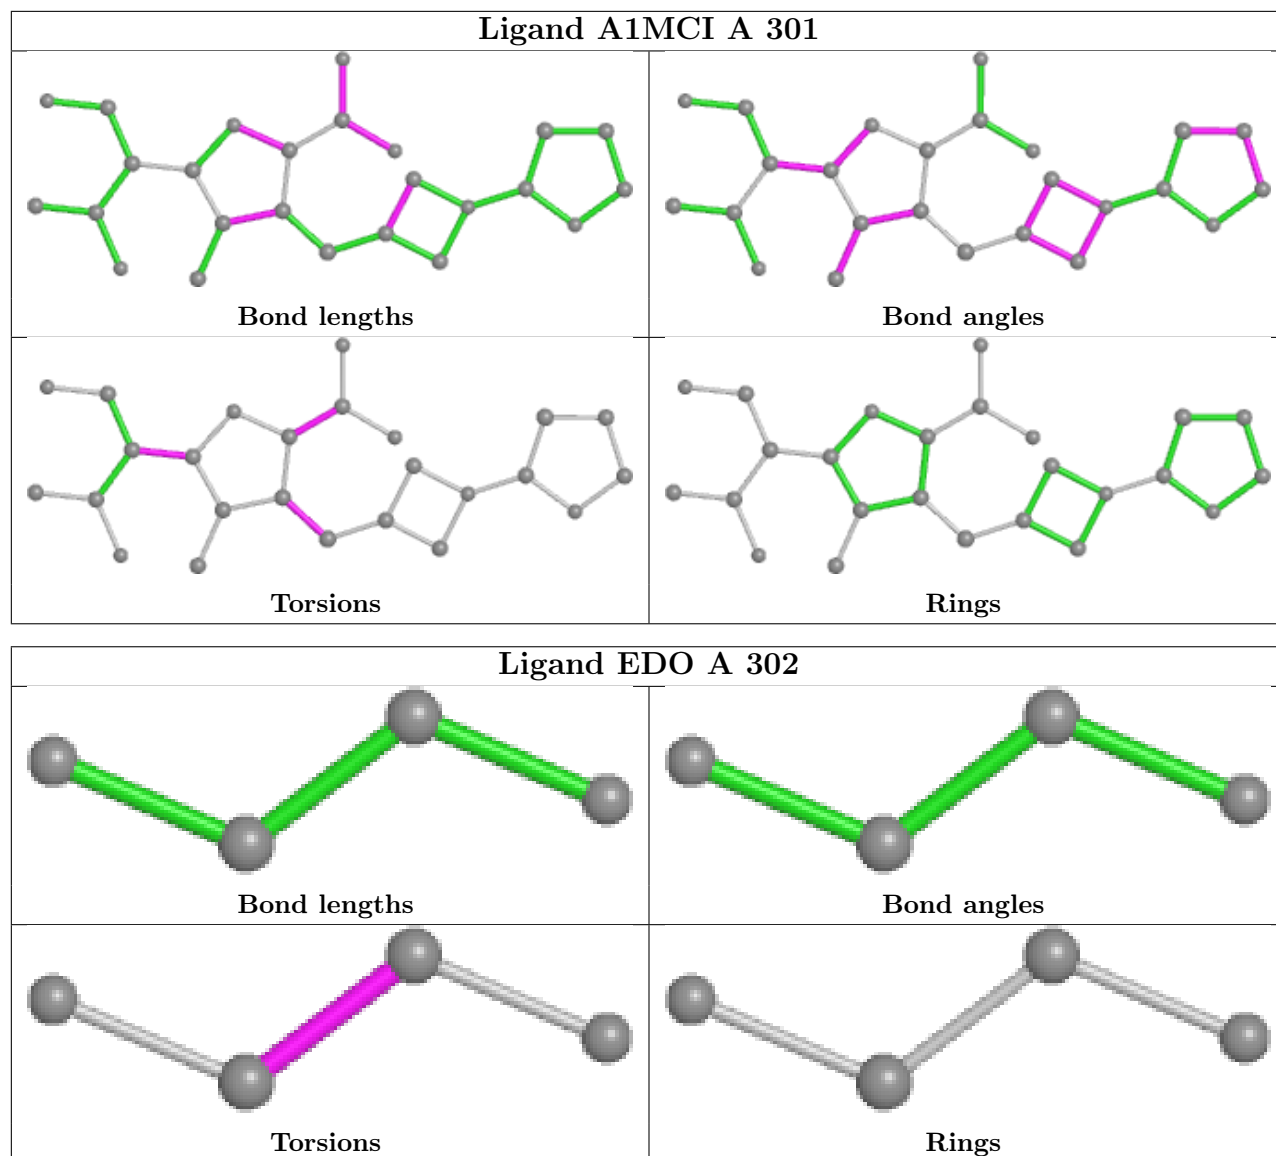 Ligand A1MCI A 301
Bond lengths
Bond angles
Torsions
Rings
Ligand EDO A 302
Bond lengths
Bond angles
Torsions
Rings